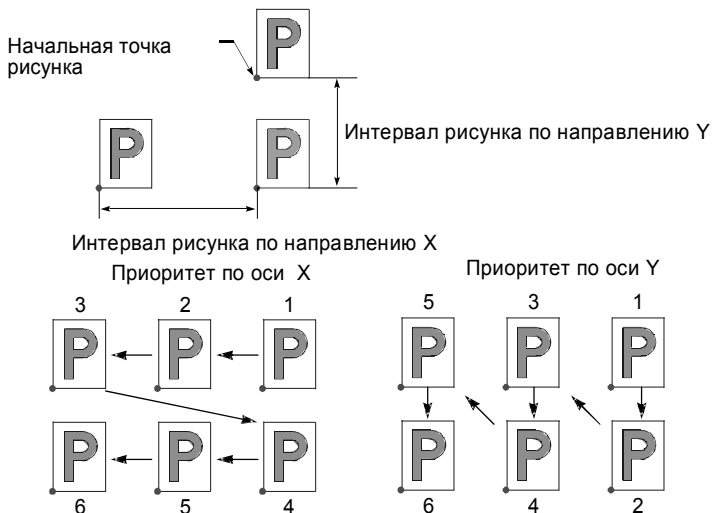 P
Начальная точка
рисунка
Интервал рисунка по направлению Y
P P
Интервал рисунка по направлению X
Приоритет по оси X
3 2 1
P P P
P P P
6 5 4
Приоритет по оси Y
5 3 1
P P P
P P P
6 4 2